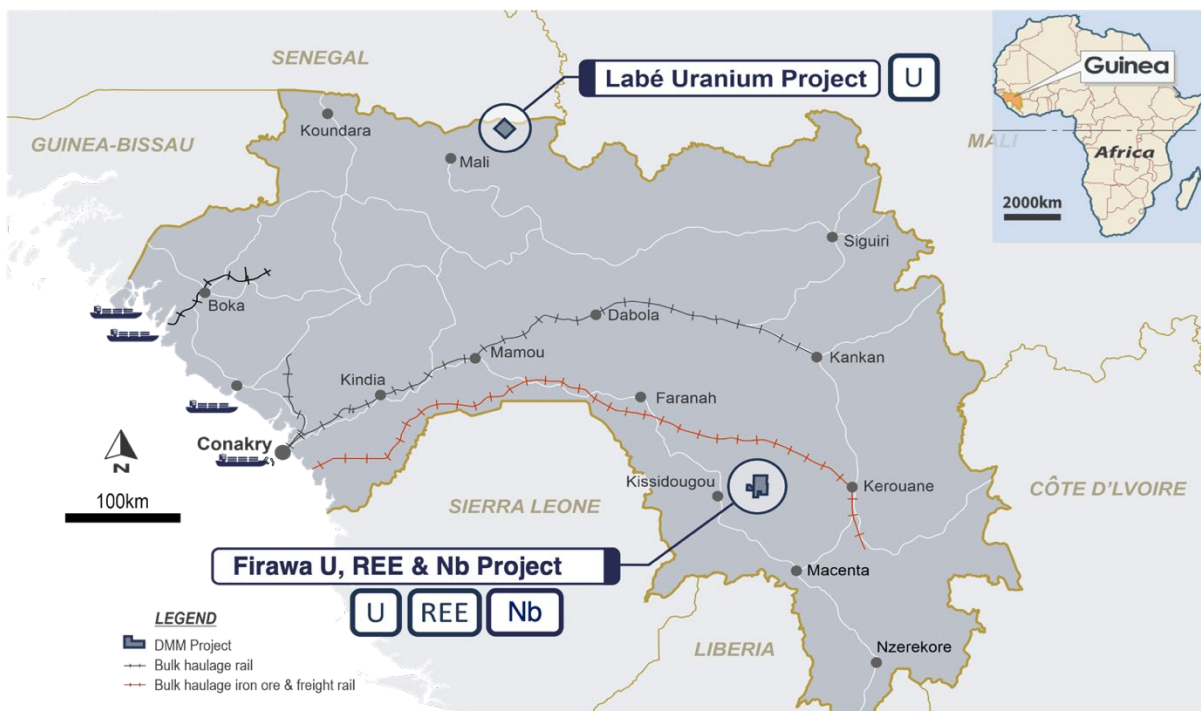 SENEGAL
Labé Uranium Project
U
Guinea
Koundara
GUINEA-BISSAU
Mali
MALI
Africa
2000km
Siguiri
Boka
Dabola
Mamou
Kankan
Kindia
Faranah
Conakry
N
100km
Kissidougou
Kerouane
SIERRA LEONE
CÔTE D'LVOIRE
Firawa U, REE & Nb Project
Macenta
U
REE
Nb
LEGEND
DMM Project
LIBERIA
Nzerekore
Bulk haulage rail
Bulk haulage iron ore & freight rail